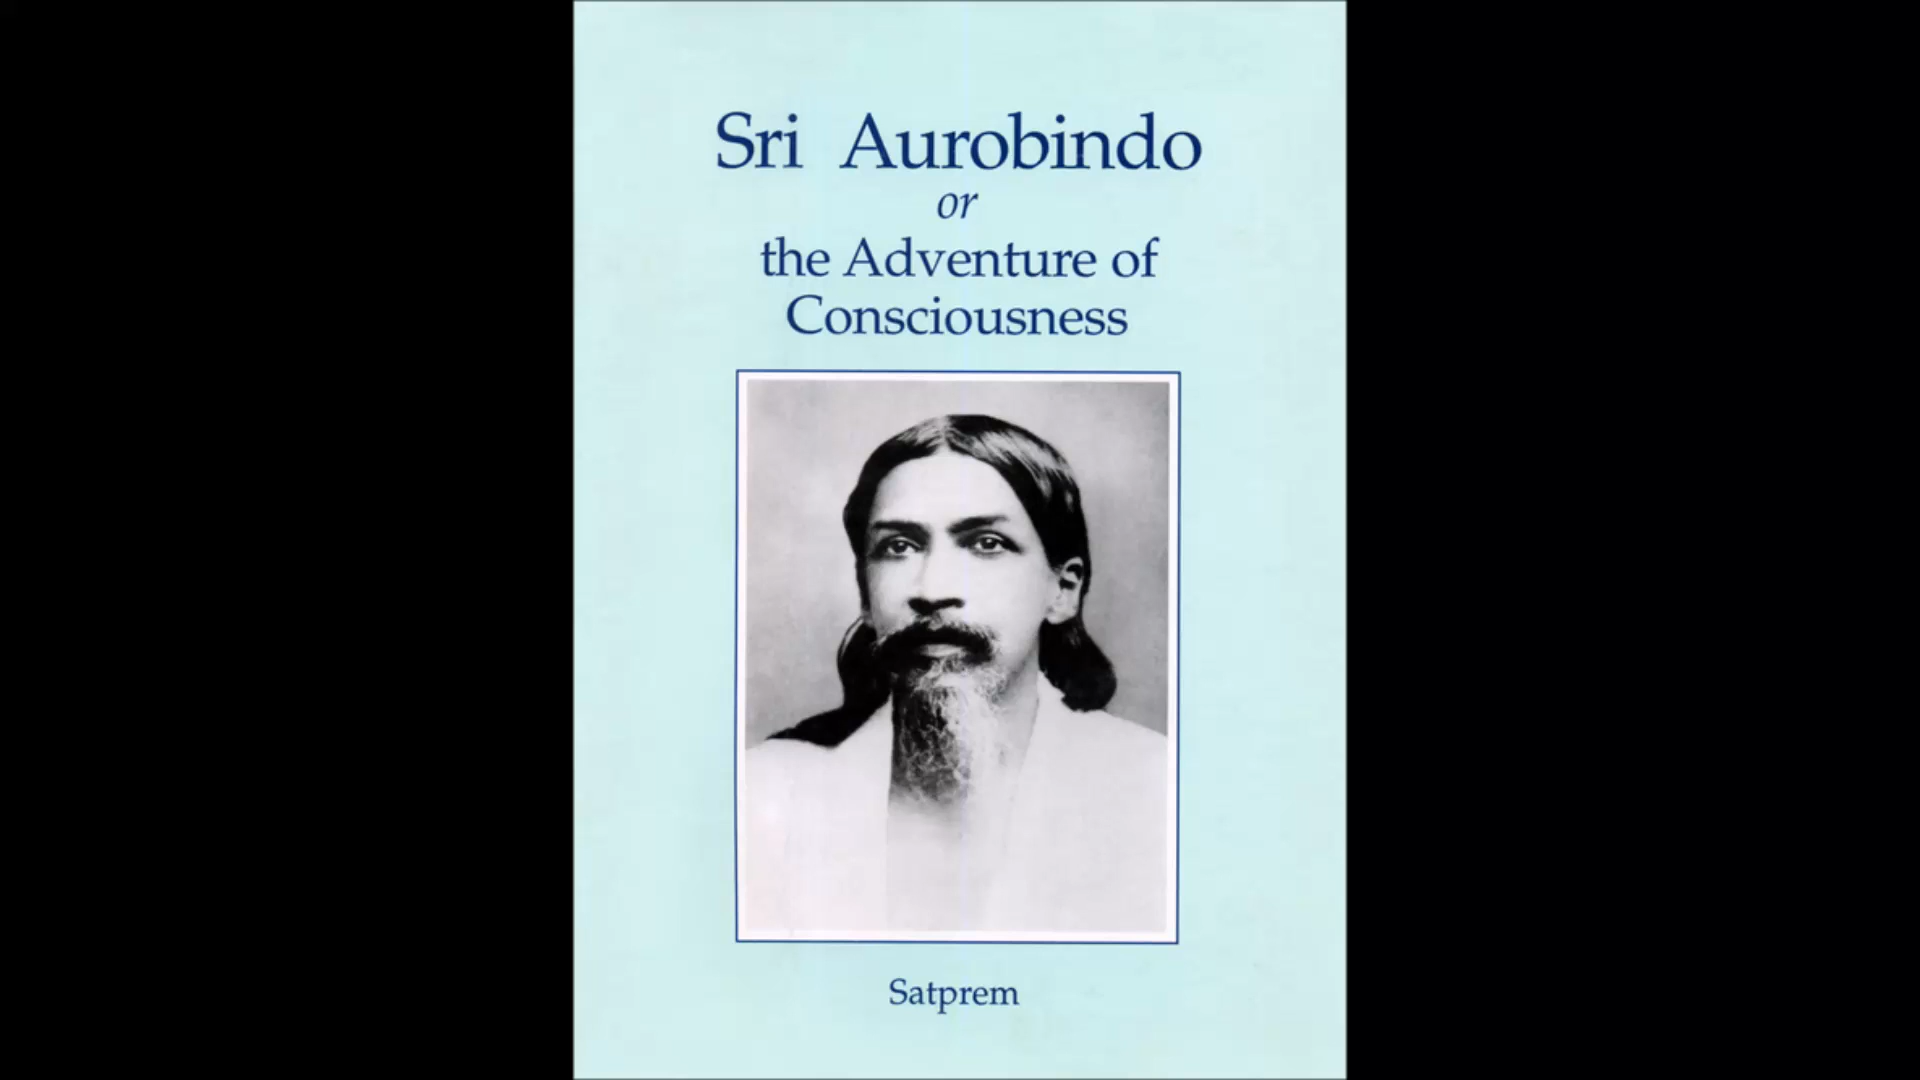 Sri Aurobindo
or
the Adventure of
Consciousness
Satprem